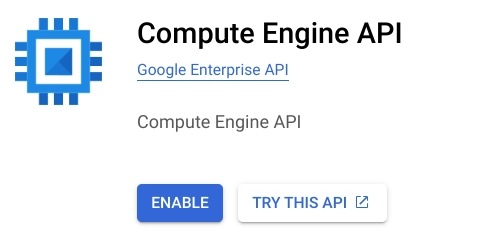 Compute Engine API
Google Enterprise API
Compute Engine API
ENABLE
TRY THIS API